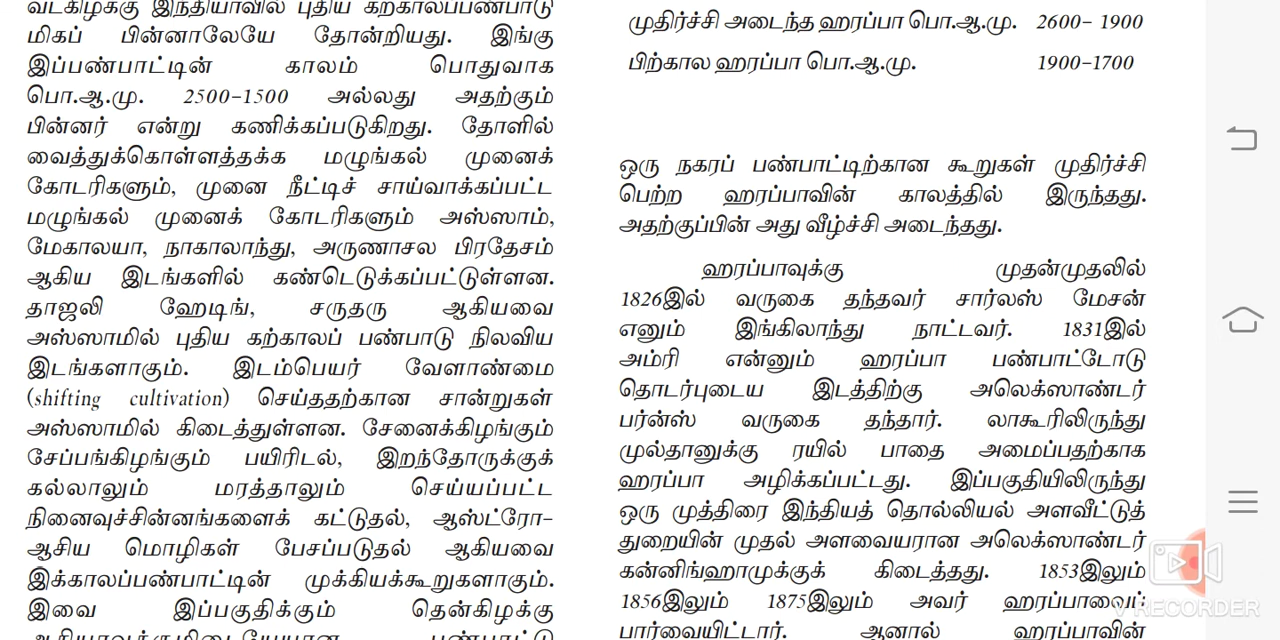 வடகிழக்கு இந்தியாவில் புதிய கற்காலப்பண்பாடு
மிகப் பின்னாலேயே தோன்றியது. இங்கு
இப்பண்பாட்டின் காலம் பொதுவாக
பொ.ஆ.மு. 2500-1500 அல்லது அதற்கும்
பின்னர் என்று கணிக்கப்படுகிறது. தோளில்
வைத்துக்கொள்ளத்தக்க மழுங்கல் முனைக்
கோடரிகளும், முனை நீட்டிச் சாய்வாக்கப்பட்ட
மழுங்கல் முனைக் கோடரிகளும் அஸ்ஸாம்,
மேகாலயா, நாகாலாந்து, அருணாசல பிரதேசம்
ஆகிய இடங்களில் கண்டெடுக்கப்பட்டுள்ளன.
தாஜலி ஹேடிங், சருதரு ஆகியவை
அஸ்ஸாமில் புதிய கற்காலப் பண்பாடு நிலவிய
இடங்களாகும். இடம்பெயர் வேளாண்மை
(shifting cultivation) செய்ததற்கான சான்றுகள்
அஸ்ஸாமில் கிடைத்துள்ளன. சேனைக்கிழங்கும்
சேப்பங்கிழங்கும் பயிரிடல், இறந்தோருக்குக்
கல்லாலும் மரத்தாலும் செய்யப்பட்ட
நினைவுச்சின்னங்களைக் கட்டுதல், ஆஸ்ட்ரோ-
ஆசிய மொழிகள் பேசப்படுதல் ஆகியவை
இக்காலப்பண்பாட்டின் முக்கியக்கூறுகளாகும்.
இவை இப்பகுதிக்கும் தென்கிழக்கு
ஆசியாவுக்குமிடையேயான பண்பாட்டு
முதிர்ச்சி அடைந்த ஹரப்பா பொ.ஆ.மு. 2600- 1900
பிற்கால ஹரப்பா பொ.ஆ.மு. 1900-1700
ஒரு நகரப் பண்பாட்டிற்கான கூறுகள் முதிர்ச்சி
பெற்ற ஹரப்பாவின் காலத்தில் இருந்தது.
அதற்குப்பின் அது வீழ்ச்சி அடைந்தது.
ஹரப்பாவுக்கு முதன்முதலில்
1826இல் வருகை தந்தவர் சார்லஸ் மேசன்
எனும் இங்கிலாந்து நாட்டவர். 1831இல்
அம்ரி என்னும் ஹரப்பா பண்பாட்டோடு
தொடர்புடைய இடத்திற்கு அலெக்ஸாண்டர்
பர்ன்ஸ் வருகை தந்தார். லாகூரிலிருந்து
முல்தானுக்கு ரயில் பாதை அமைப்பதற்காக
ஹரப்பா அழிக்கப்பட்டது. இப்பகுதியிலிருந்து
ஒரு முத்திரை இந்தியத் தொல்லியல் அளவீட்டுத்
துறையின் முதல் அளவையரான அலெக்ஸாண்டர்
கன்னிங்ஹாமுக்குக் கிடைத்தது. 1853இலும்
1856இலும் 1875இலும் அவர் ஹரப்பாவைப்
பார்வையிட்டார். ஆனால் ஹரப்பாவின்
V RECORDER